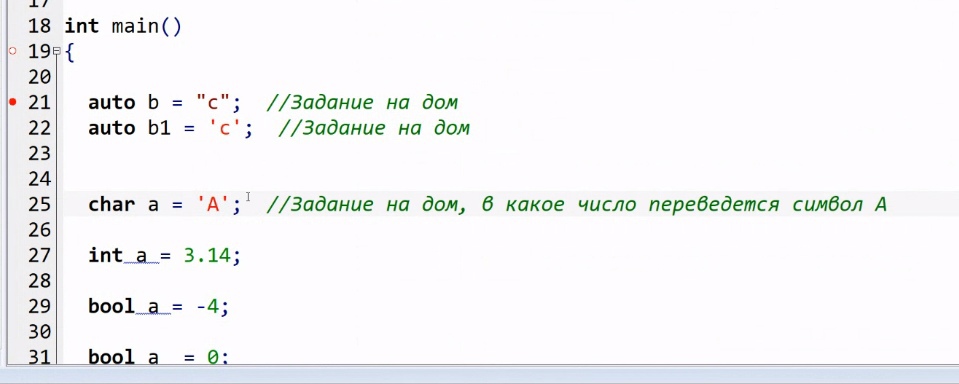 17
18 int main()
19 {
20
21 auto b = "c"; //Задание на дом
22 auto b1 = 'c'; //Задание на дом
23
24
25 char a = 'A'; //Задание на дом, в какое число переведется символ А
26
27 int a = 3.14;
28
29 bool a = -4;
30
31 bool a = 0;